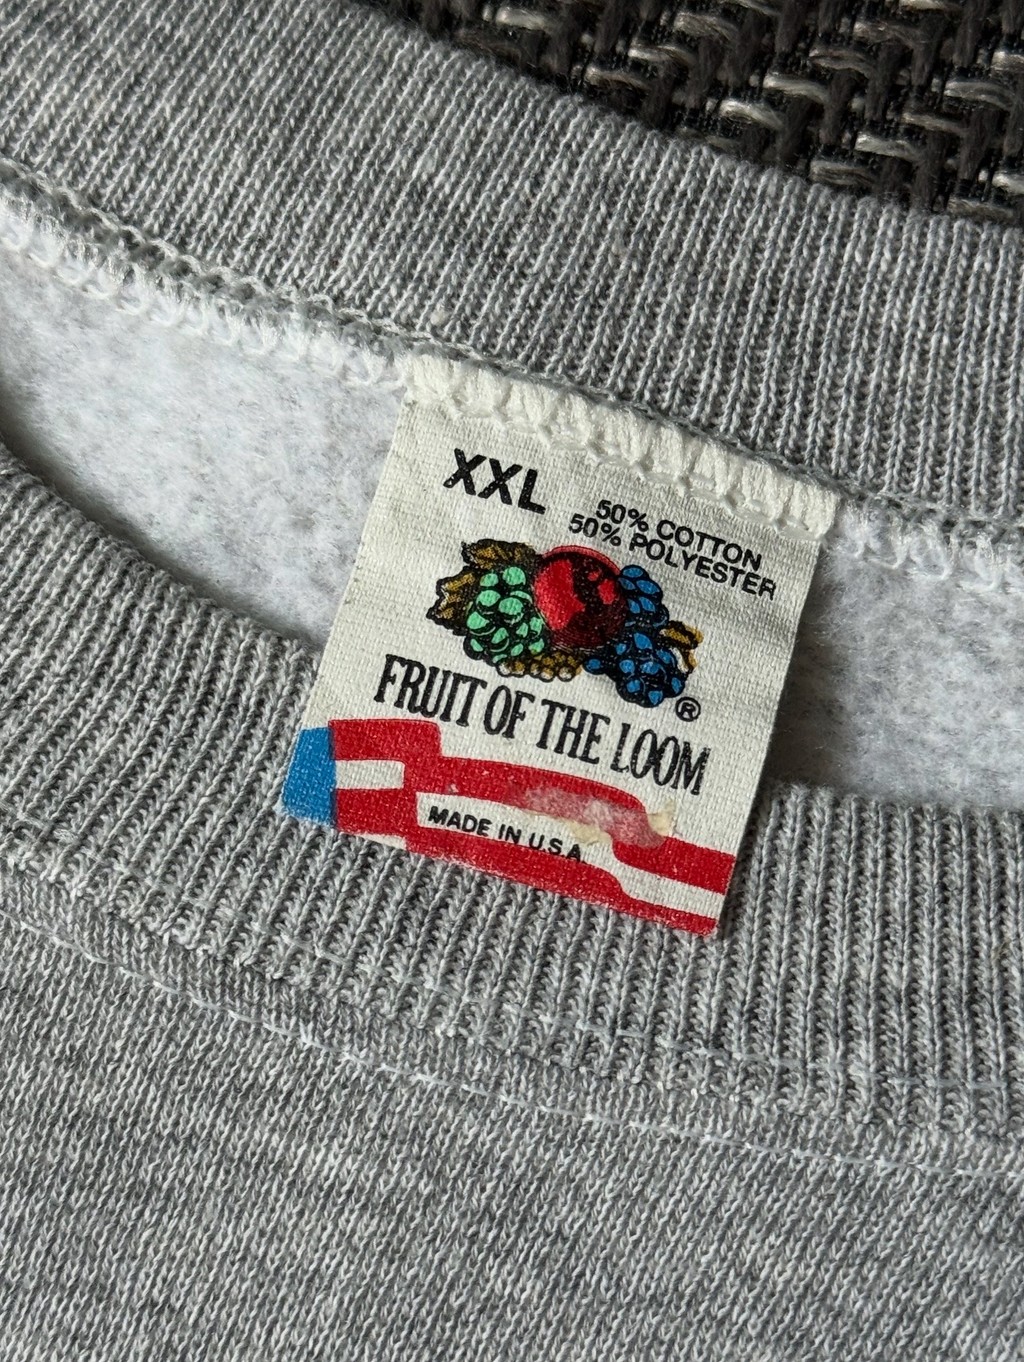 XXL
50% COTTON
50% POLYESTER
FRUIT OF THE LOOM ®
MADE IN U.S.A.